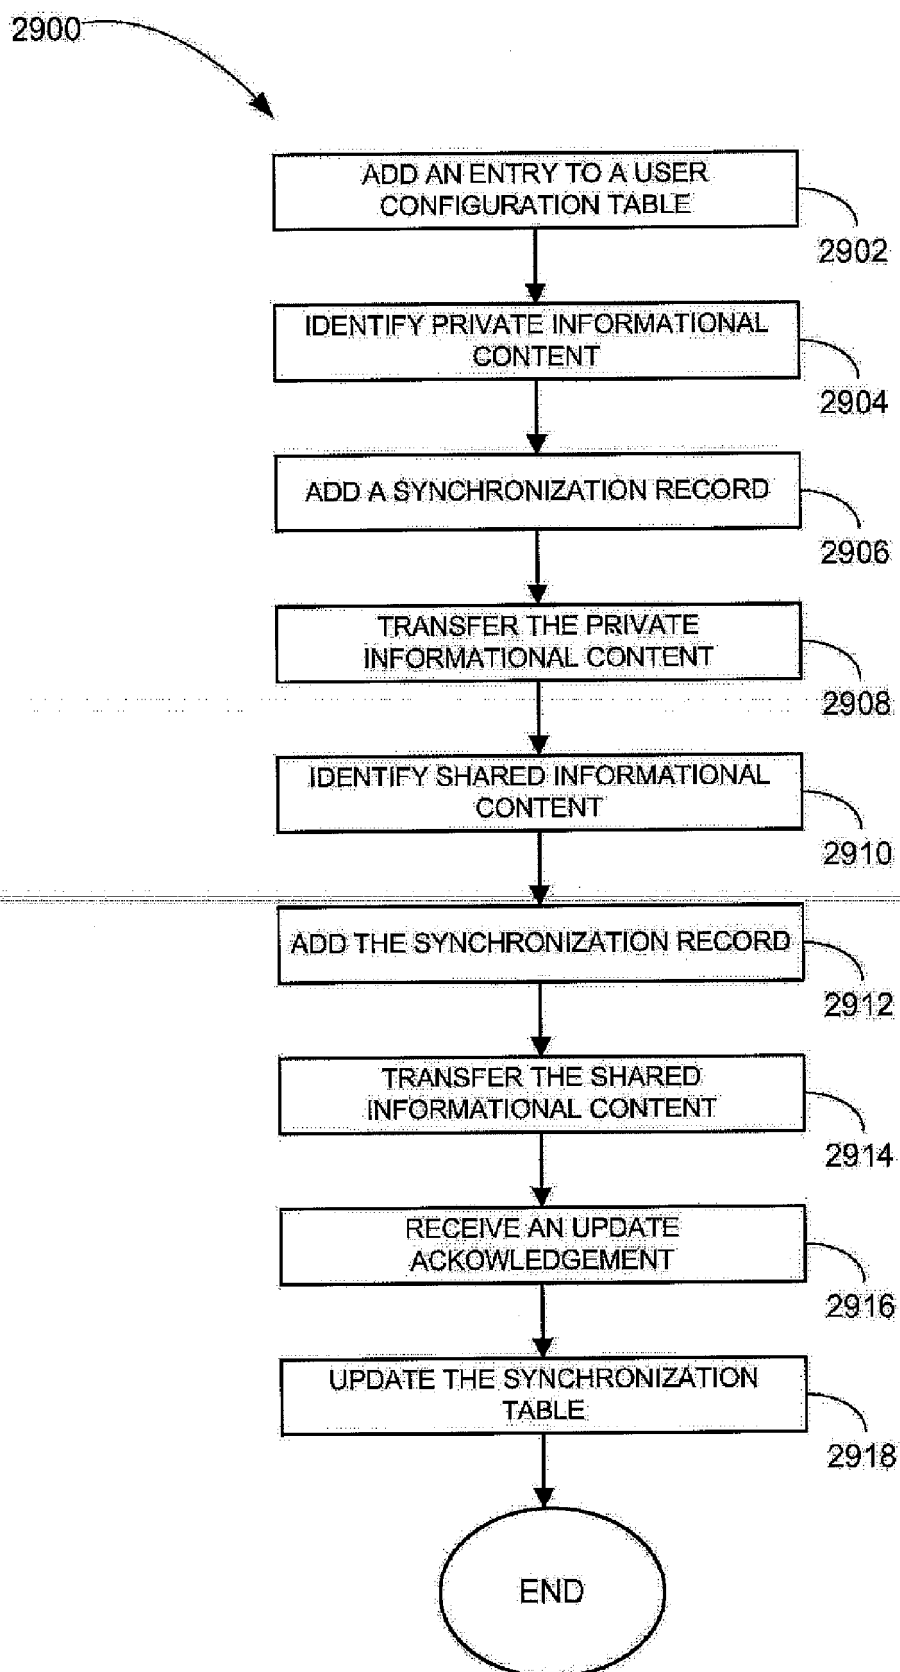 2900
ADD AN ENTRY TO A USER
CONFIGURATION TABLE
2902
IDENTIFY PRIVATE INFORMATIONAL
CONTENT
2904
ADD A SYNCHRONIZATION RECORD
2906
TRANSFER THE PRIVATE
INFORMATIONAL CONTENT
2908
IDENTIFY SHARED INFORMATIONAL
CONTENT
2910
ADD THE SYNCHRONIZATION RECORD
2912
TRANSFER THE SHARED
INFORMATIONAL CONTENT
2914
RECEIVE AN UPDATE
ACKOWLEDGEMENT
2916
UPDATE THE SYNCHRONIZATION
TABLE
2918
END